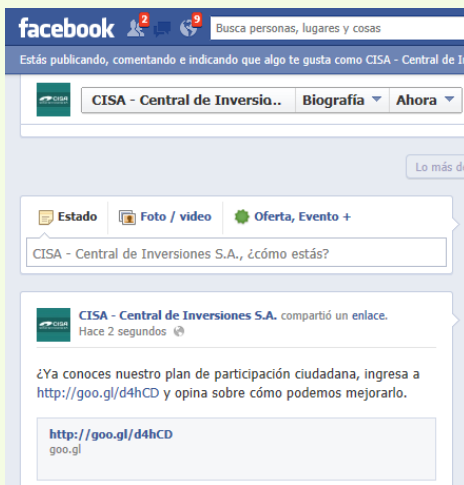 facebook 2 9 Busca personas, lugares y cosas
Estás publicando, comentando e indicando que algo te gusta como CISA - Central de
CISA CISA - Central de Inversio.. Biografía Ahora
Lo más
Estado Foto / video Oferta, Evento +
CISA - Central de Inversiones S.A., ¿cómo estás?
CISA CISA - Central de Inversiones S.A. compartió un enlace.
Hace 2 segundos
¿Ya conoces nuestro plan de participación ciudadana, ingresa a
http://goo.gl/d4hCD y opina sobre cómo podemos mejorarlo.
http://goo.gl/d4hCD
goo.gl